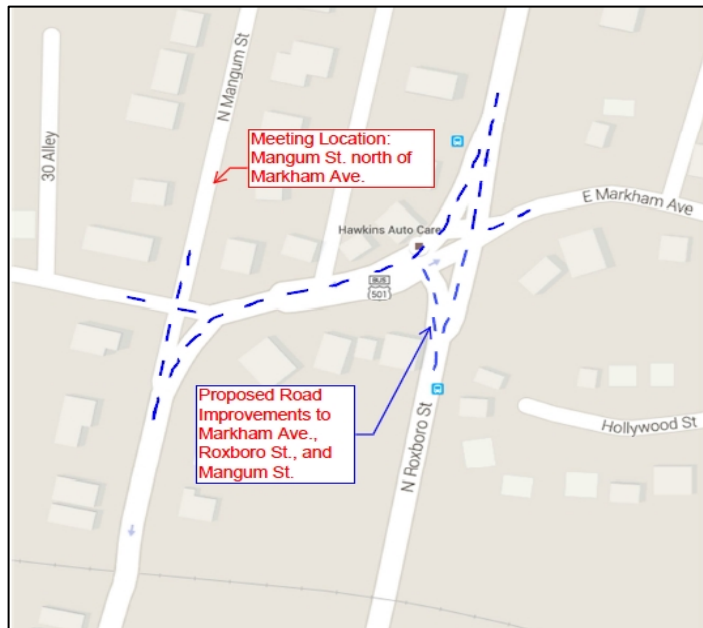 N Mangum St
30 Alley
Meeting Location:
Mangum St. north of
Markham Ave.
E Markham Ave
Hawkins Auto Care
BUS
501
Proposed Road
Improvements to
Markham Ave.,
Roxboro St., and
Mangum St.
N Roxboro St
Hollywood St